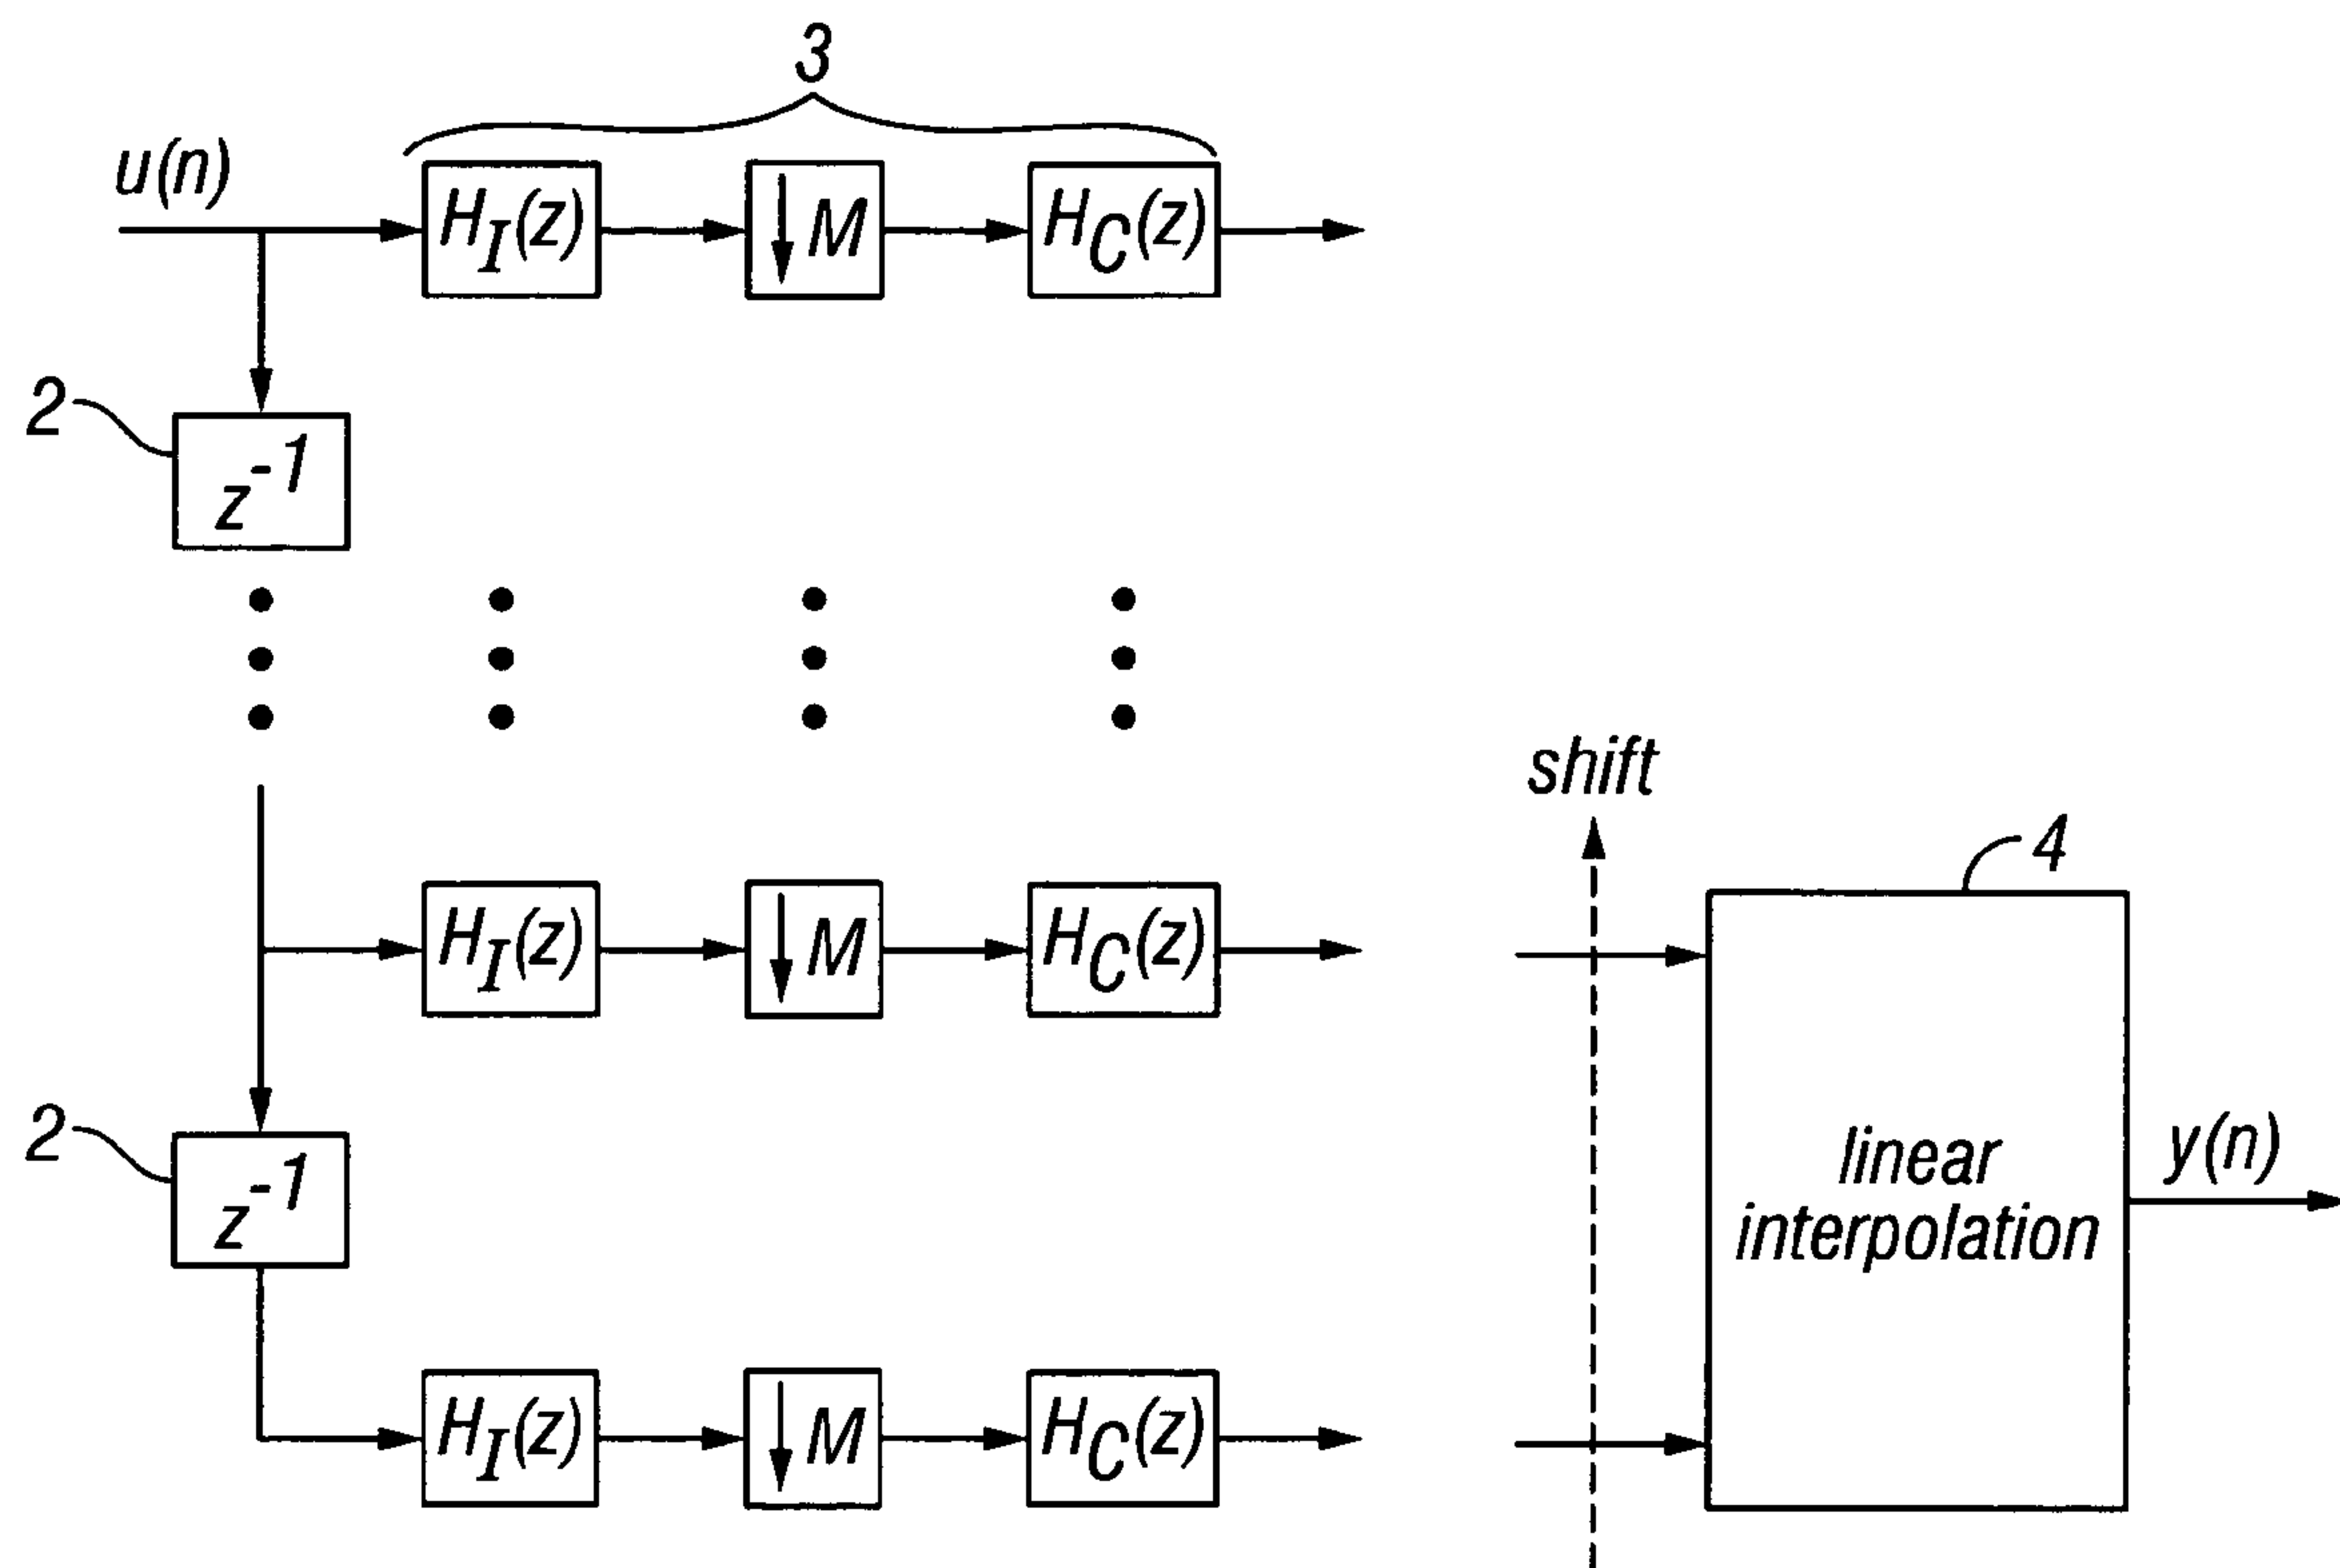 3
u(n)
H_I(z)
↓ M
H_C(z)
2
z^-1
shift
4
H_I(z)
↓ M
H_C(z)
2
z^-1
linear
interpolation
y(n)
H_I(z)
↓ M
H_C(z)